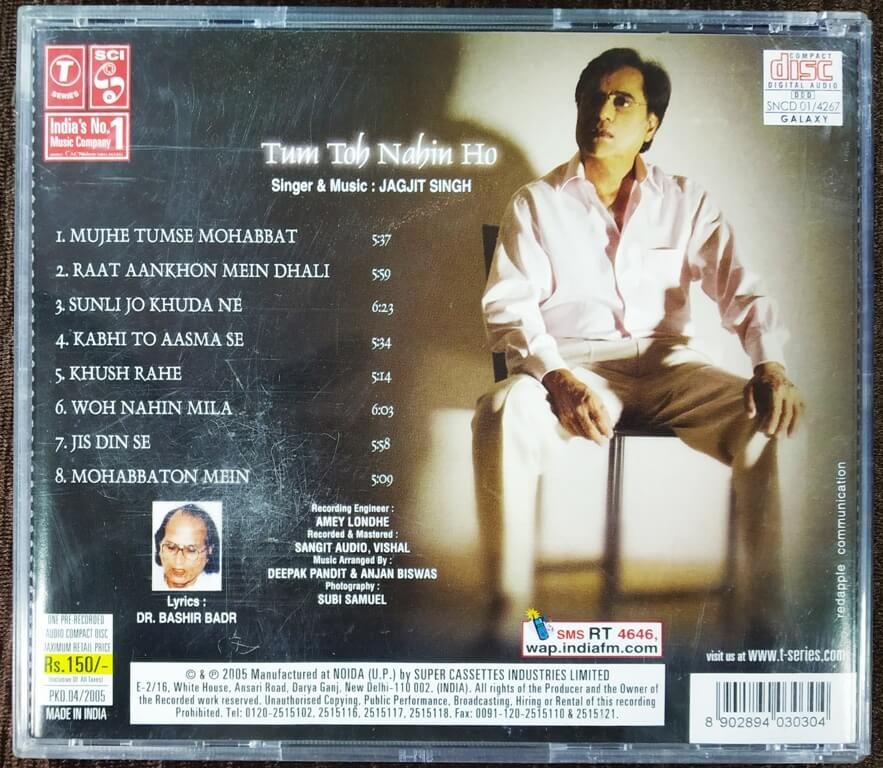 T
SERIES
SCI
India's No. 1
Music Company
COMPACT
disc
DIGITAL AUDIO
DDD
SNCD 01/4267
GALAXY
Tum Toh Nahin Ho
Singer & Music : JAGJIT SINGH
1. MUJHE TUMSE MOHABBAT 5:37
2. RAAT AANKHON MEIN DHALI 5:59
3. SUNLI JO KHUDA NE 6:23
4. KABHI TO AASMA SE 5:34
5. KHUSH RAHE 5:14
6. WOH NAHIN MILA 6:03
7. JIS DIN SE 5:58
8. MOHABBATON MEIN 5:09
Lyrics :
DR. BASHIR BADR
Recording Engineer :
AMEY LONDHE
Recorded & Mastered :
SANGIT AUDIO, VISHAL
Music Arranged By :
DEEPAK PANDIT & ANJAN BISWAS
Photography :
SUBI SAMUEL
redapple communication
SMS RT 4646,
wap.indiafm.com
visit us at www.t-series.com
ONE PRE-RECORDED
AUDIO COMPACT DISC
MAXIMUM RETAIL PRICE
Rs.150/-
(Inclusive Of All Taxes)
PKD.04/2005
MADE IN INDIA
© & ℗ 2005 Manufactured at NOIDA (U.P.) by SUPER CASSETTES INDUSTRIES LIMITED
E-2/16, White House, Ansari Road, Darya Ganj, New Delhi-110 002. (INDIA). All rights of the Producer and the Owner of
the Recorded work reserved. Unauthorised Copying, Public Performance, Broadcasting, Hiring or Rental of this recording
Prohibited. Tel: 0120-2515102, 2515116, 2515117, 2515118. Fax: 0091-120-2515110 & 2515121.
8 902894 030304